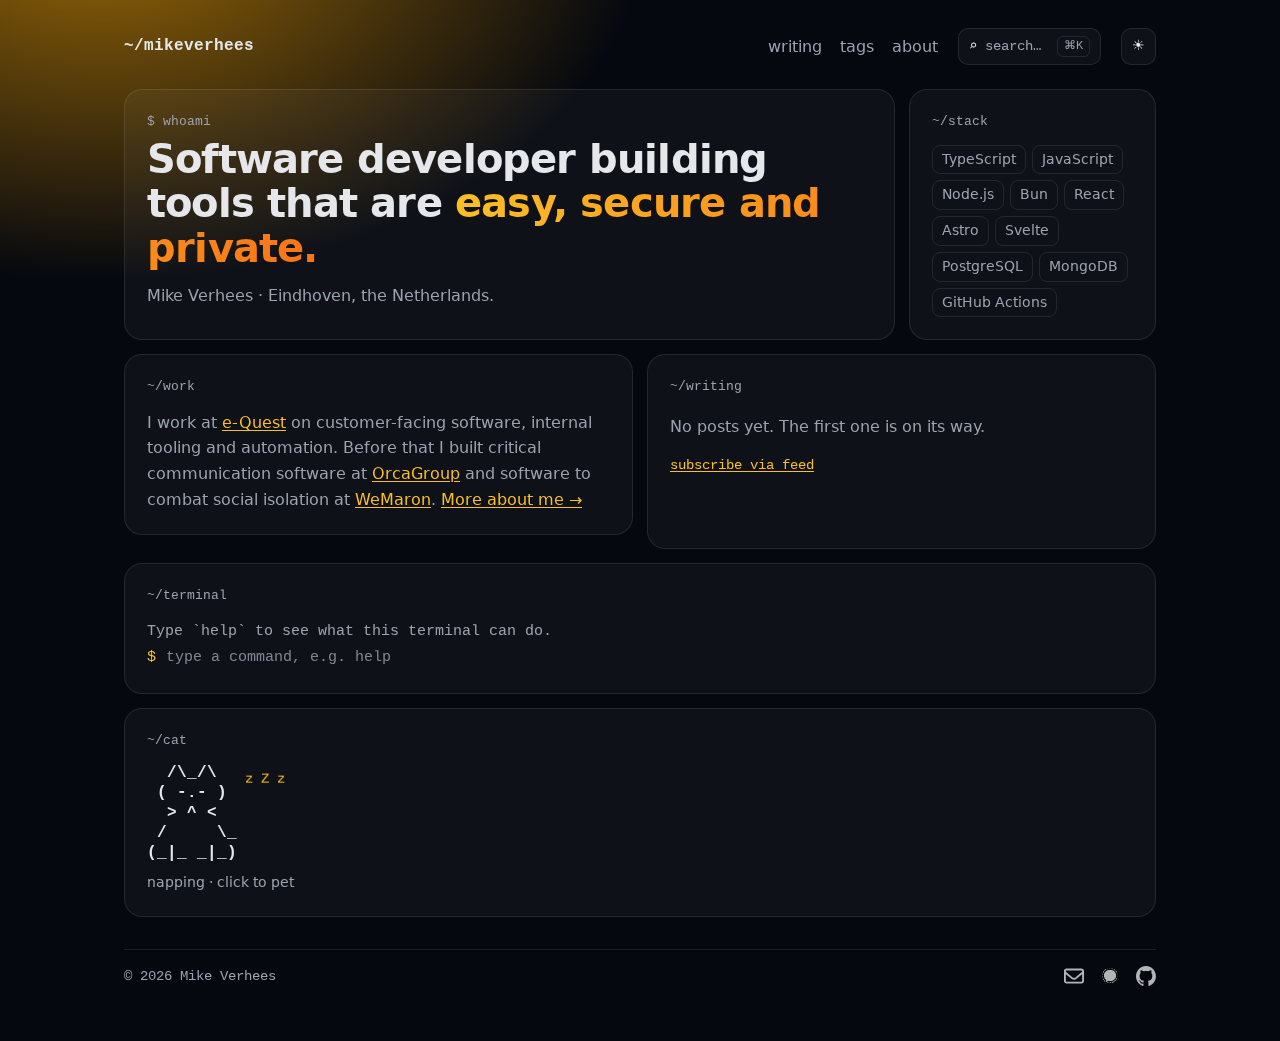 ~/mikeverhees
writing tags about search… ⌘K
$ whoami
Software developer building
tools that are easy, secure and
private.
Mike Verhees · Eindhoven, the Netherlands.
~/stack
TypeScript JavaScript
Node.js Bun React
Astro Svelte
PostgreSQL MongoDB
GitHub Actions
~/work
I work at e-Quest on customer-facing software, internal
tooling and automation. Before that I built critical
communication software at OrcaGroup and software to
combat social isolation at WeMaron. More about me →
~/writing
No posts yet. The first one is on its way.
subscribe via feed
~/terminal
Type `help` to see what this terminal can do.
$ type a command, e.g. help
~/cat
  /\_/\   z Z z
 ( -.- )
  > ^ <
 /     \_
(_|_ _|_)
napping · click to pet
© 2026 Mike Verhees